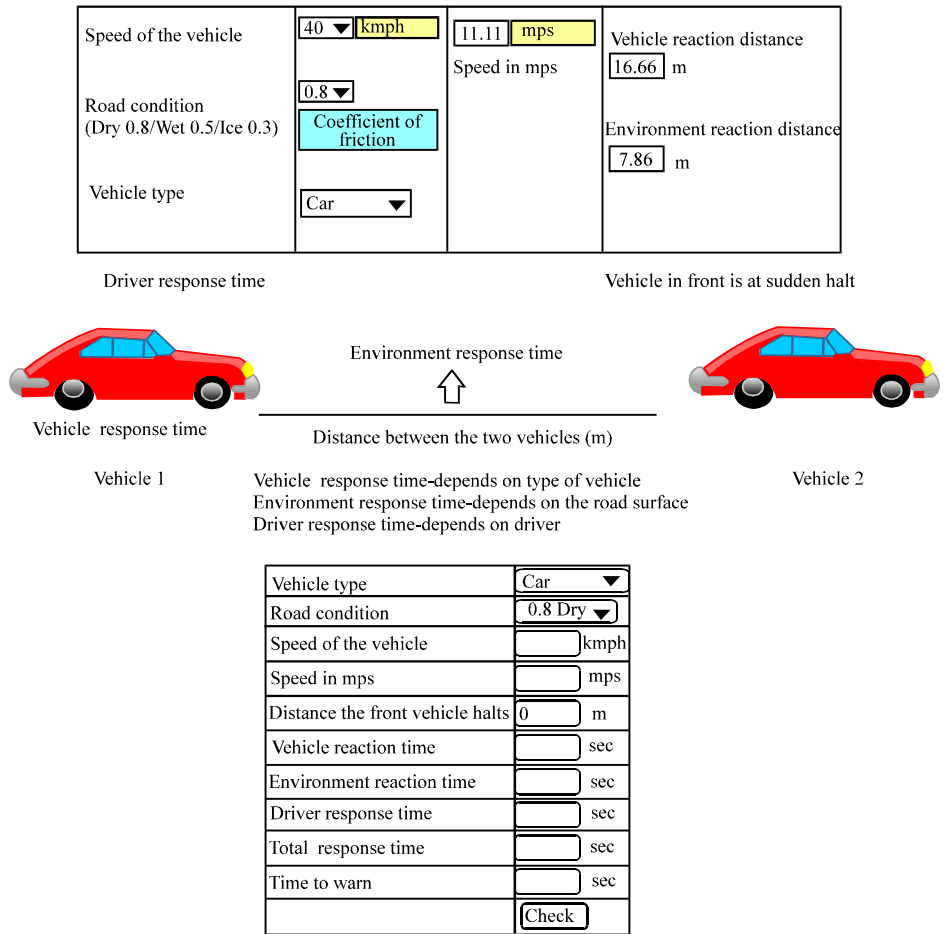 Speed of the vehicle
40
kmph
11.11
mps
Speed in mps
Vehicle reaction distance
16.66 m
Road condition
(Dry 0.8/Wet 0.5/Ice 0.3)
0.8
Coefficient of
friction
Environment reaction distance
7.86 m
Vehicle type
Car
Driver response time
Vehicle in front is at sudden halt
Environment response time
Vehicle response time
Distance between the two vehicles (m)
Vehicle 1
Vehicle 2
Vehicle response time-depends on type of vehicle
Environment response time-depends on the road surface
Driver response time-depends on driver
Vehicle type Car
Road condition 0.8 Dry
Speed of the vehicle kmph
Speed in mps mps
Distance the front vehicle halts 0 m
Vehicle reaction time sec
Environment reaction time sec
Driver response time sec
Total response time sec
Time to warn sec
Check